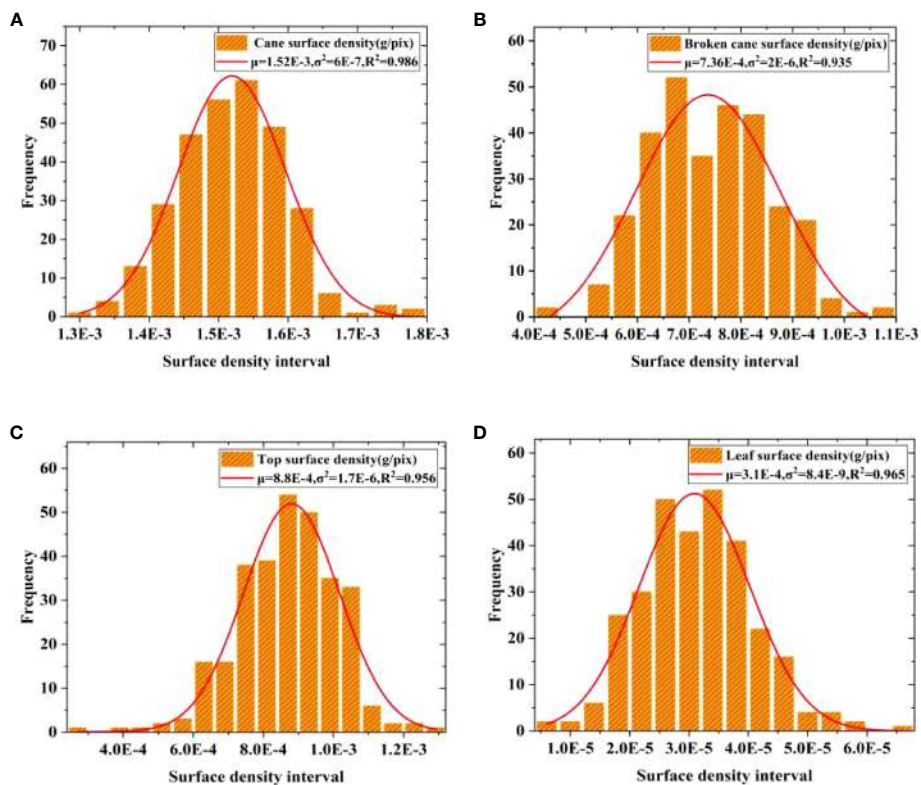 A
Cane surface density(g/pix)
μ=1.52E-3,σ²=6E-7,R²=0.986
70
60
50
40
30
20
10
0
Frequency
1.3E-3 1.4E-3 1.5E-3 1.6E-3 1.7E-3 1.8E-3
Surface density interval
B
Broken cane surface density(g/pix)
μ=7.36E-4,σ²=2E-6,R²=0.935
60
50
40
30
20
10
0
Frequency
4.0E-4 5.0E-4 6.0E-4 7.0E-4 8.0E-4 9.0E-4 1.0E-3 1.1E-3
Surface density interval
C
Top surface density(g/pix)
μ=8.8E-4,σ²=1.7E-6,R²=0.956
60
50
40
30
20
10
0
Frequency
4.0E-4 6.0E-4 8.0E-4 1.0E-3 1.2E-3
Surface density interval
D
Leaf surface density(g/pix)
μ=3.1E-4,σ²=8.4E-9,R²=0.965
60
50
40
30
20
10
0
Frequency
1.0E-5 2.0E-5 3.0E-5 4.0E-5 5.0E-5 6.0E-5
Surface density interval